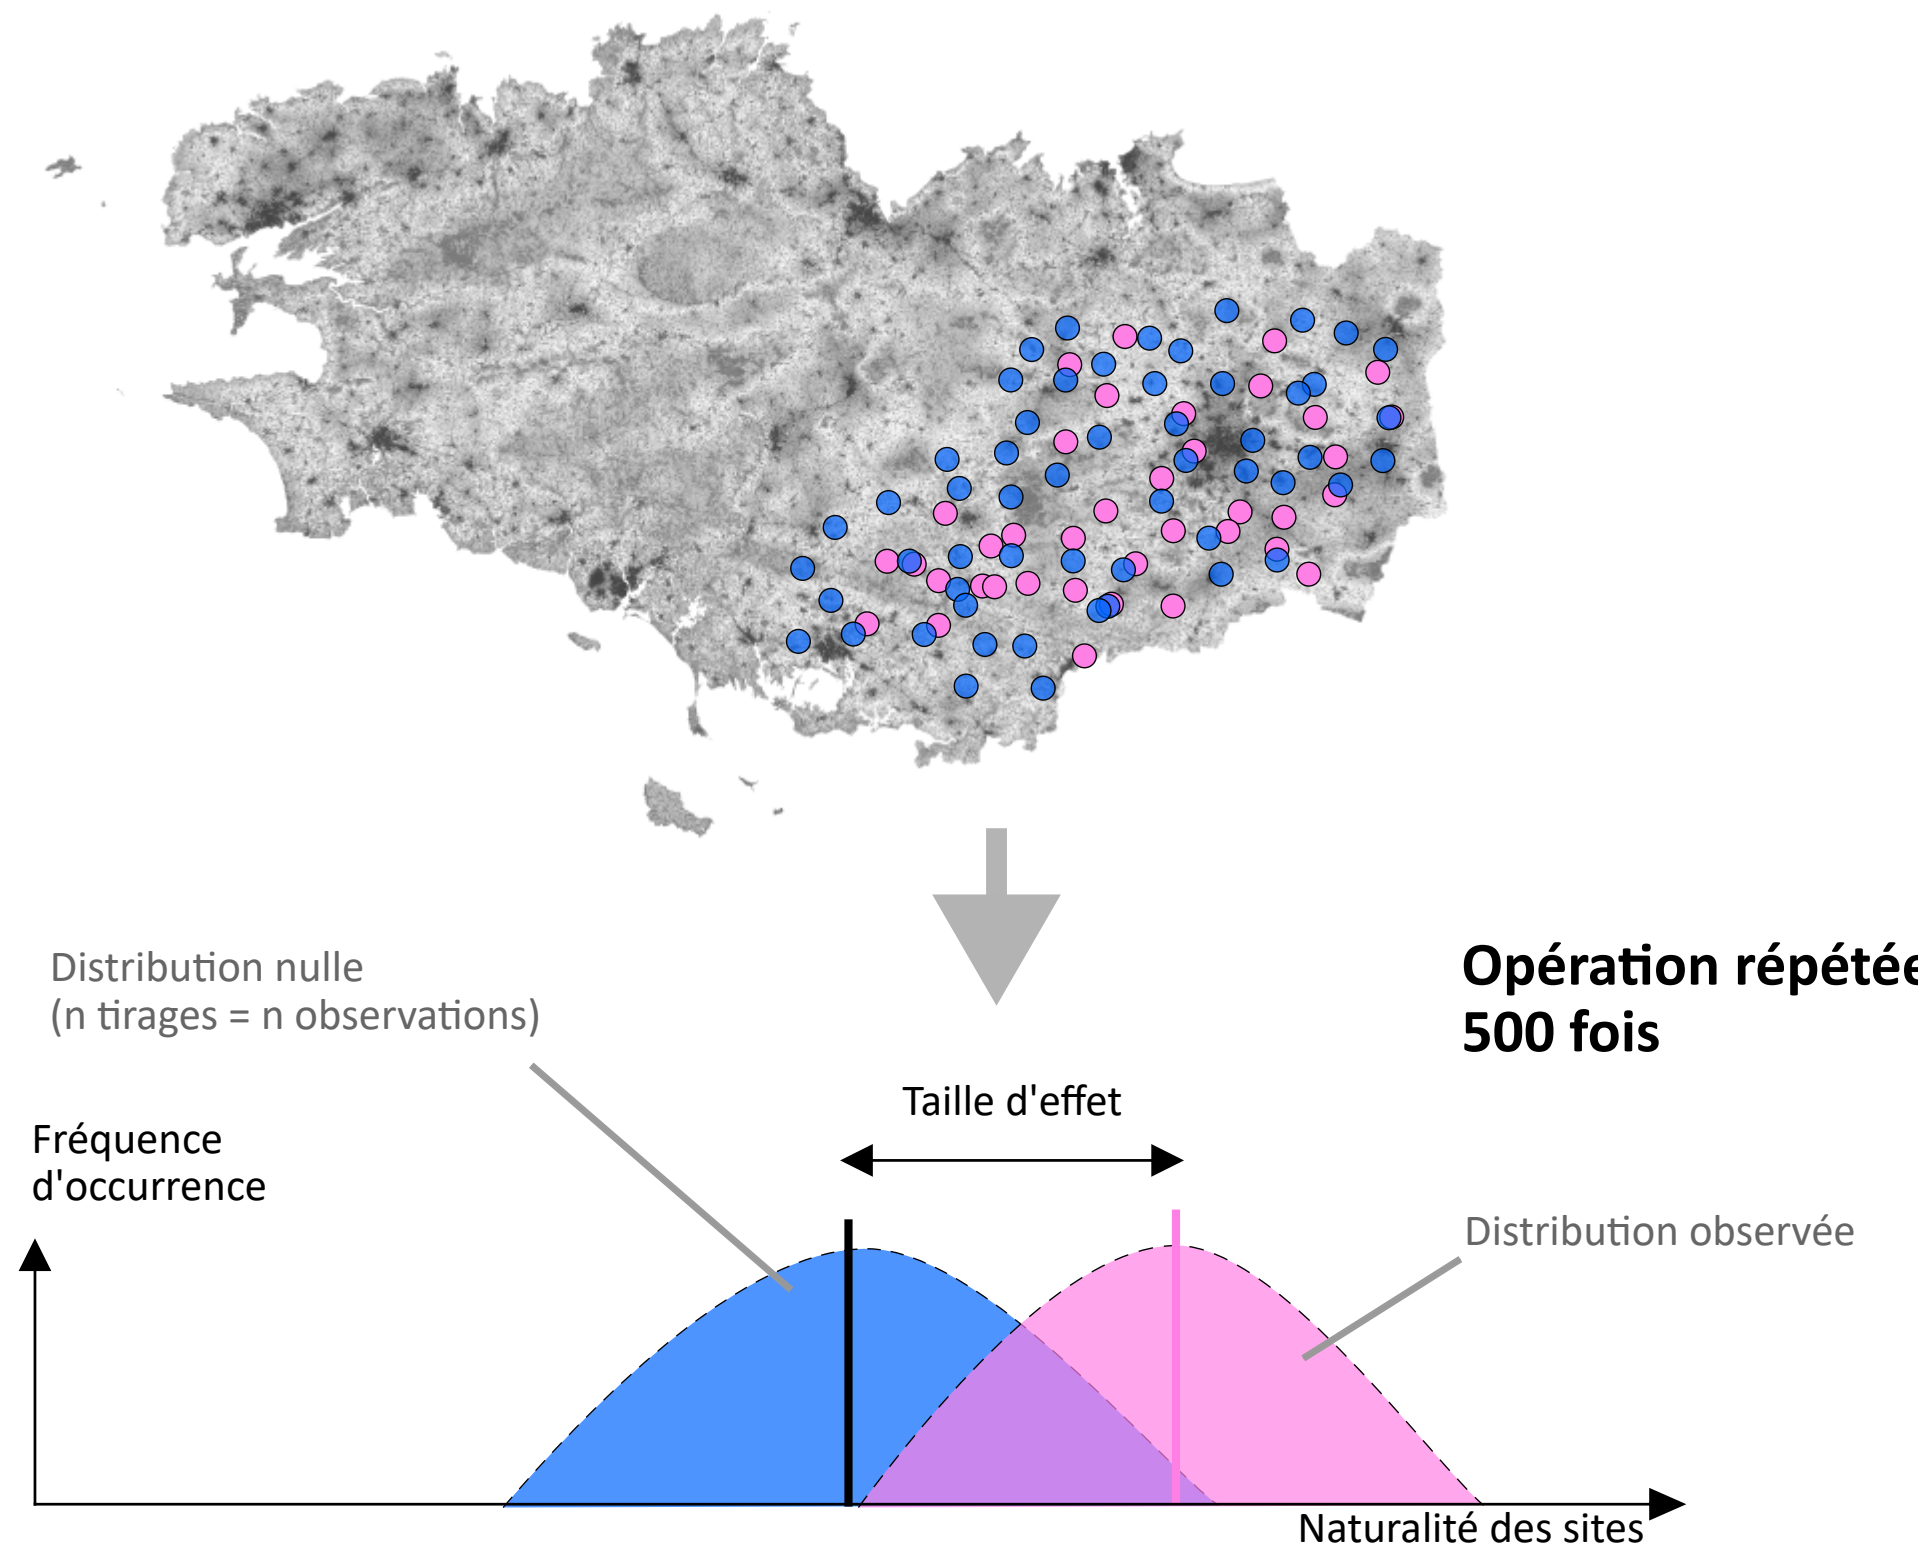 Distribution nulle
(n tirages = n observations)
Opération répétée
500 fois
Taille d'effet
Fréquence
d'occurrence
Distribution observée
Naturalité des sites